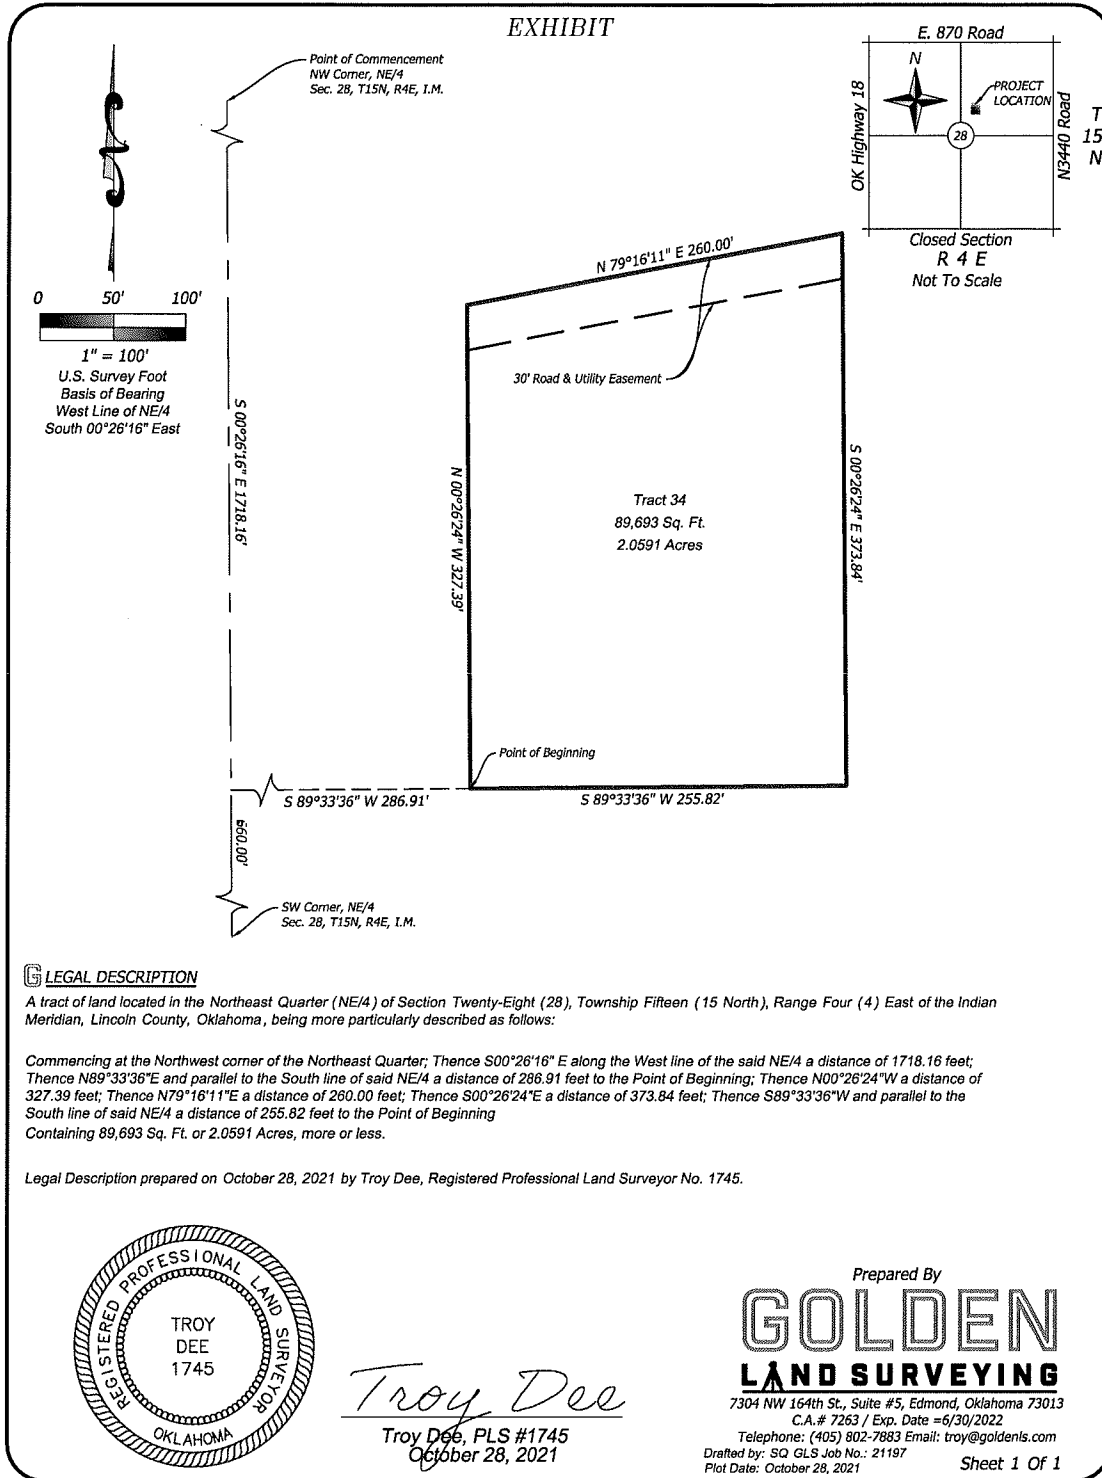 EXHIBIT
Point of Commencement
NW Corner, NE/4
Sec. 28, T15N, R4E, I.M.
E. 870 Road
OK Highway 18
N
PROJECT
LOCATION
28
N3440 Road
T
15
N
Closed Section
R 4 E
Not To Scale
0 50' 100'
1" = 100'
U.S. Survey Foot
Basis of Bearing
West Line of NE/4
South 00°26'16" East
N 79°16'11" E 260.00'
30' Road & Utility Easement
S 00°26'16" E 1718.16'
N 00°26'24" W 327.39'
Tract 34
89,693 Sq. Ft.
2.0591 Acres
S 00°26'24" E 373.84'
Point of Beginning
S 89°33'36" W 286.91'
S 89°33'36" W 255.82'
660.00'
SW Corner, NE/4
Sec. 28, T15N, R4E, I.M.
G LEGAL DESCRIPTION
A tract of land located in the Northeast Quarter (NE/4) of Section Twenty-Eight (28), Township Fifteen (15 North), Range Four (4) East of the Indian
Meridian, Lincoln County, Oklahoma, being more particularly described as follows:
Commencing at the Northwest corner of the Northeast Quarter; Thence S00°26'16" E along the West line of the said NE/4 a distance of 1718.16 feet;
Thence N89°33'36"E and parallel to the South line of said NE/4 a distance of 286.91 feet to the Point of Beginning; Thence N00°26'24"W a distance of
327.39 feet; Thence N79°16'11"E a distance of 260.00 feet; Thence S00°26'24"E a distance of 373.84 feet; Thence S89°33'36"W and parallel to the
South line of said NE/4 a distance of 255.82 feet to the Point of Beginning
Containing 89,693 Sq. Ft. or 2.0591 Acres, more or less.
Legal Description prepared on October 28, 2021 by Troy Dee, Registered Professional Land Surveyor No. 1745.
REGISTERED PROFESSIONAL LAND SURVEYOR
TROY
DEE
1745
OKLAHOMA
Troy Dee
Troy Dee, PLS #1745
October 28, 2021
Prepared By
GOLDEN
LAND SURVEYING
7304 NW 164th St., Suite #5, Edmond, Oklahoma 73013
C.A.# 7263 / Exp. Date =6/30/2022
Telephone: (405) 802-7883 Email: troy@goldenls.com
Drafted by: SQ GLS Job No.: 21197
Plot Date: October 28, 2021
Sheet 1 Of 1